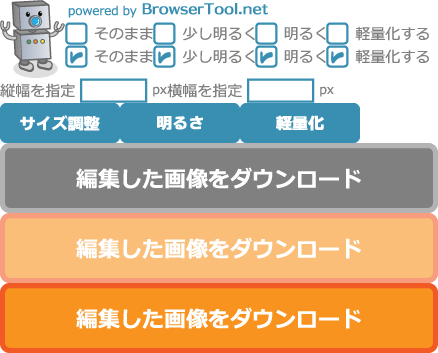 powered by BrowserTool.net
そのまま 少し明るく 明るく 軽量化する
そのまま 少し明るく 明るく 軽量化する
縦幅を指定 px横幅を指定 px
サイズ調整 明るさ 軽量化
編集した画像をダウンロード
編集した画像をダウンロード
編集した画像をダウンロード